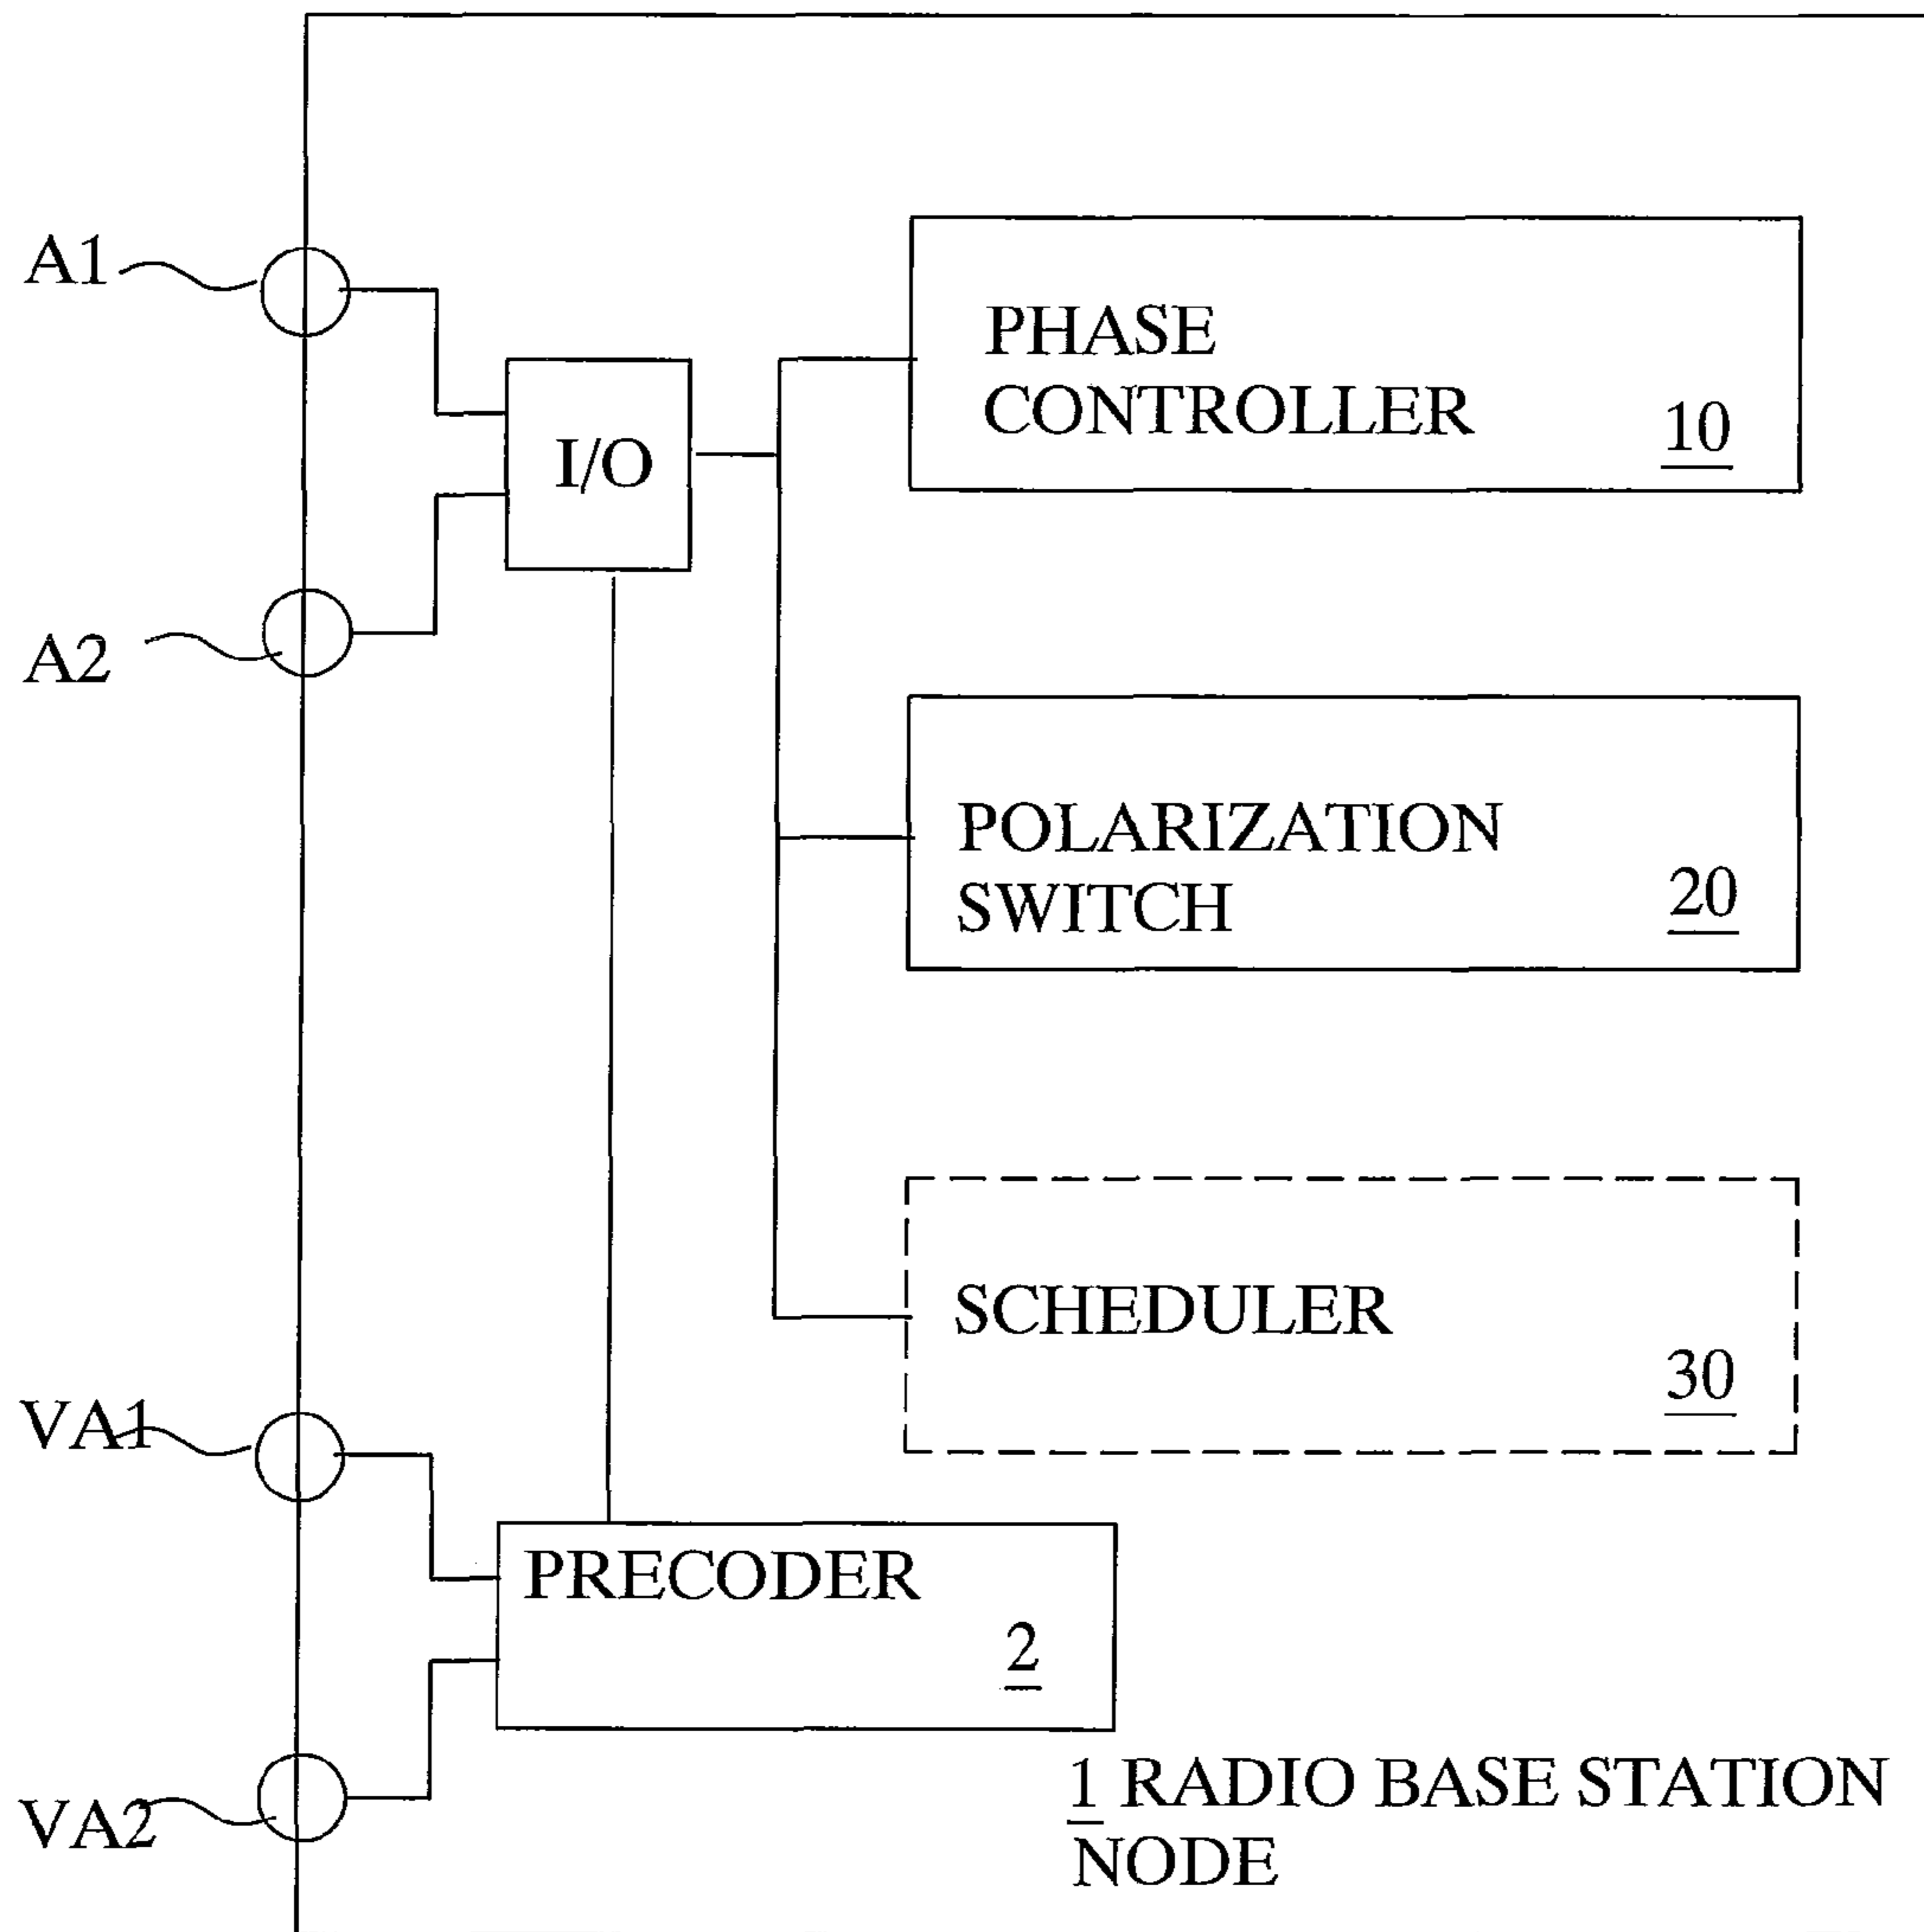 A1
PHASE
CONTROLLER
10
I/O
A2
POLARIZATION
SWITCH
20
SCHEDULER
30
VA1
PRECODER
2
VA2
1 RADIO BASE STATION
NODE